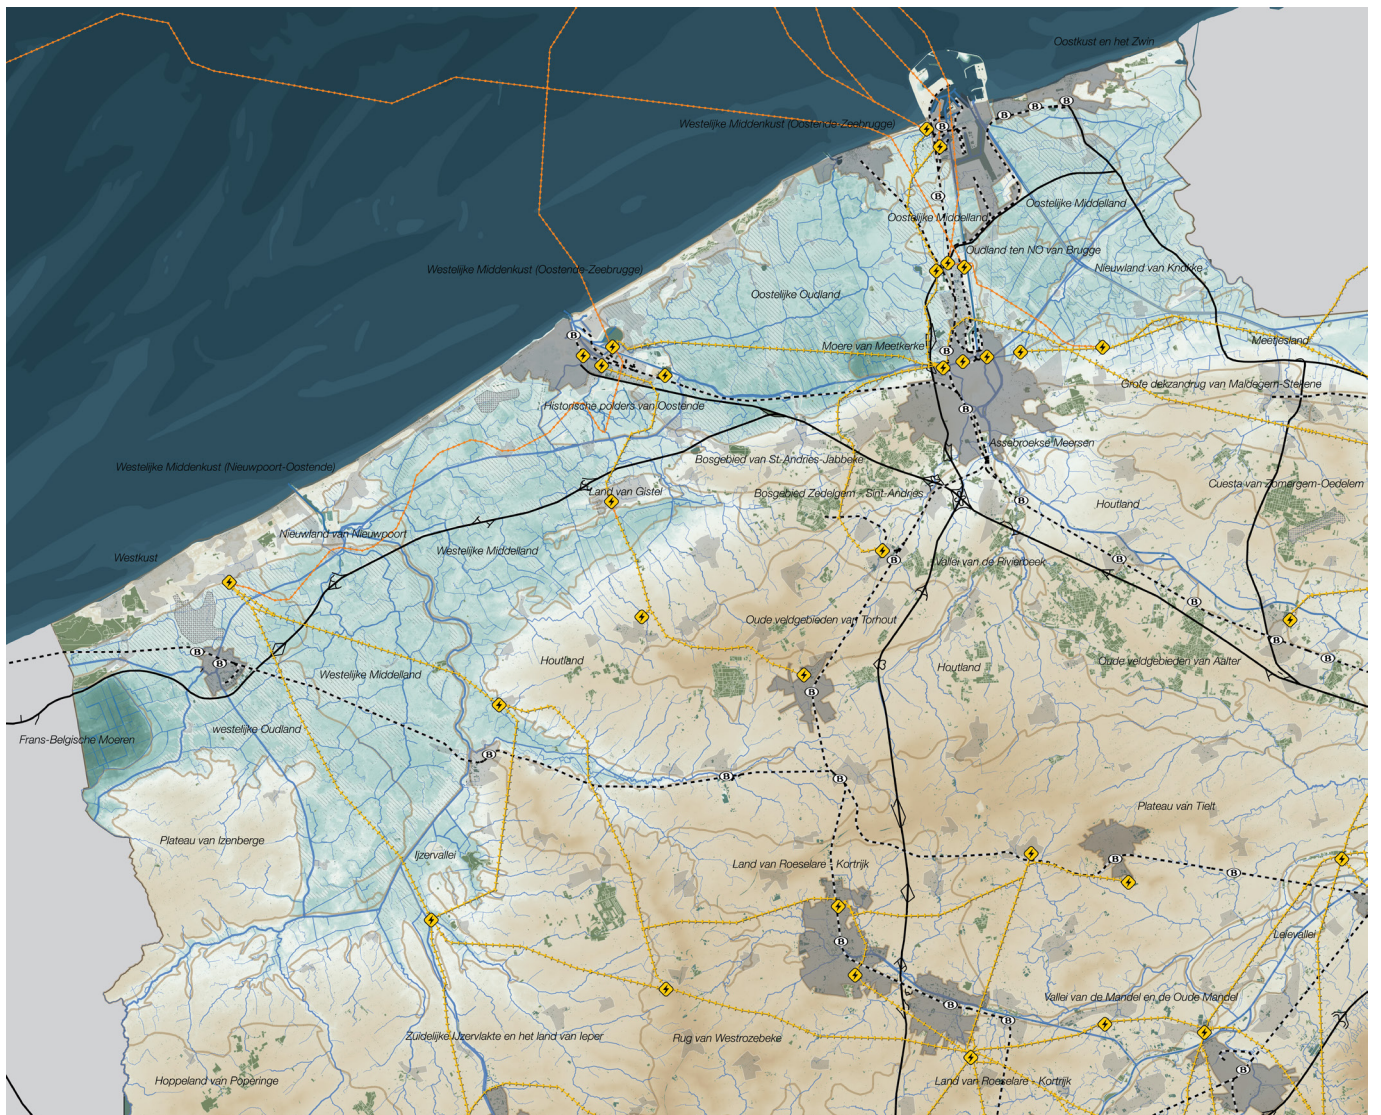 Oostkust en het Zwin
Westelijke Middenkust (Oostende-Zeebrugge)
B
B
B
B
B
Oostelijke Middelland
Oostelijke Middelland
Oudland ten NO van Brugge
Nieuwland van Knokke
Westelijke Middenkust (Oostende-Zeebrugge)
Oostelijke Oudland
B
Moere van Meetkerke
B
Meetjesland
Grote dekzandrug van Maldegem-Stekene
Historische polders van Oostende
B
Assebroekse Meersen
Bosgebied van St-Andries-Jabbeke
Westelijke Middenkust (Nieuwpoort-Oostende)
Land van Gistel
Bosgebied Zedelgem - Sint-Andries
Cuesta van Zomergem-Oedelem
B
Houtland
Nieuwland van Nieuwpoort
Westelijke Middelland
Westkust
B
Vallei van de Rivierbeek
B
B
Oude veldgebieden van Torhout
B
B
B
B
Houtland
Houtland
Oude veldgebieden van Aalter
Westelijke Middelland
B
westelijke Oudland
Frans-Belgische Moeren
B
B
B
Plateau van Tielt
Plateau van Izenberge
Ijzervallei
Land van Roeselare - Kortrijk
B
B
B
Leievallei
Vallei van de Mandel en de Oude Mandel
B
B
Zuidelijke IJzervlakte en het land van Ieper
Rug van Westrozebeke
B
Hoppeland van Poperinge
Land van Roeselare - Kortrijk